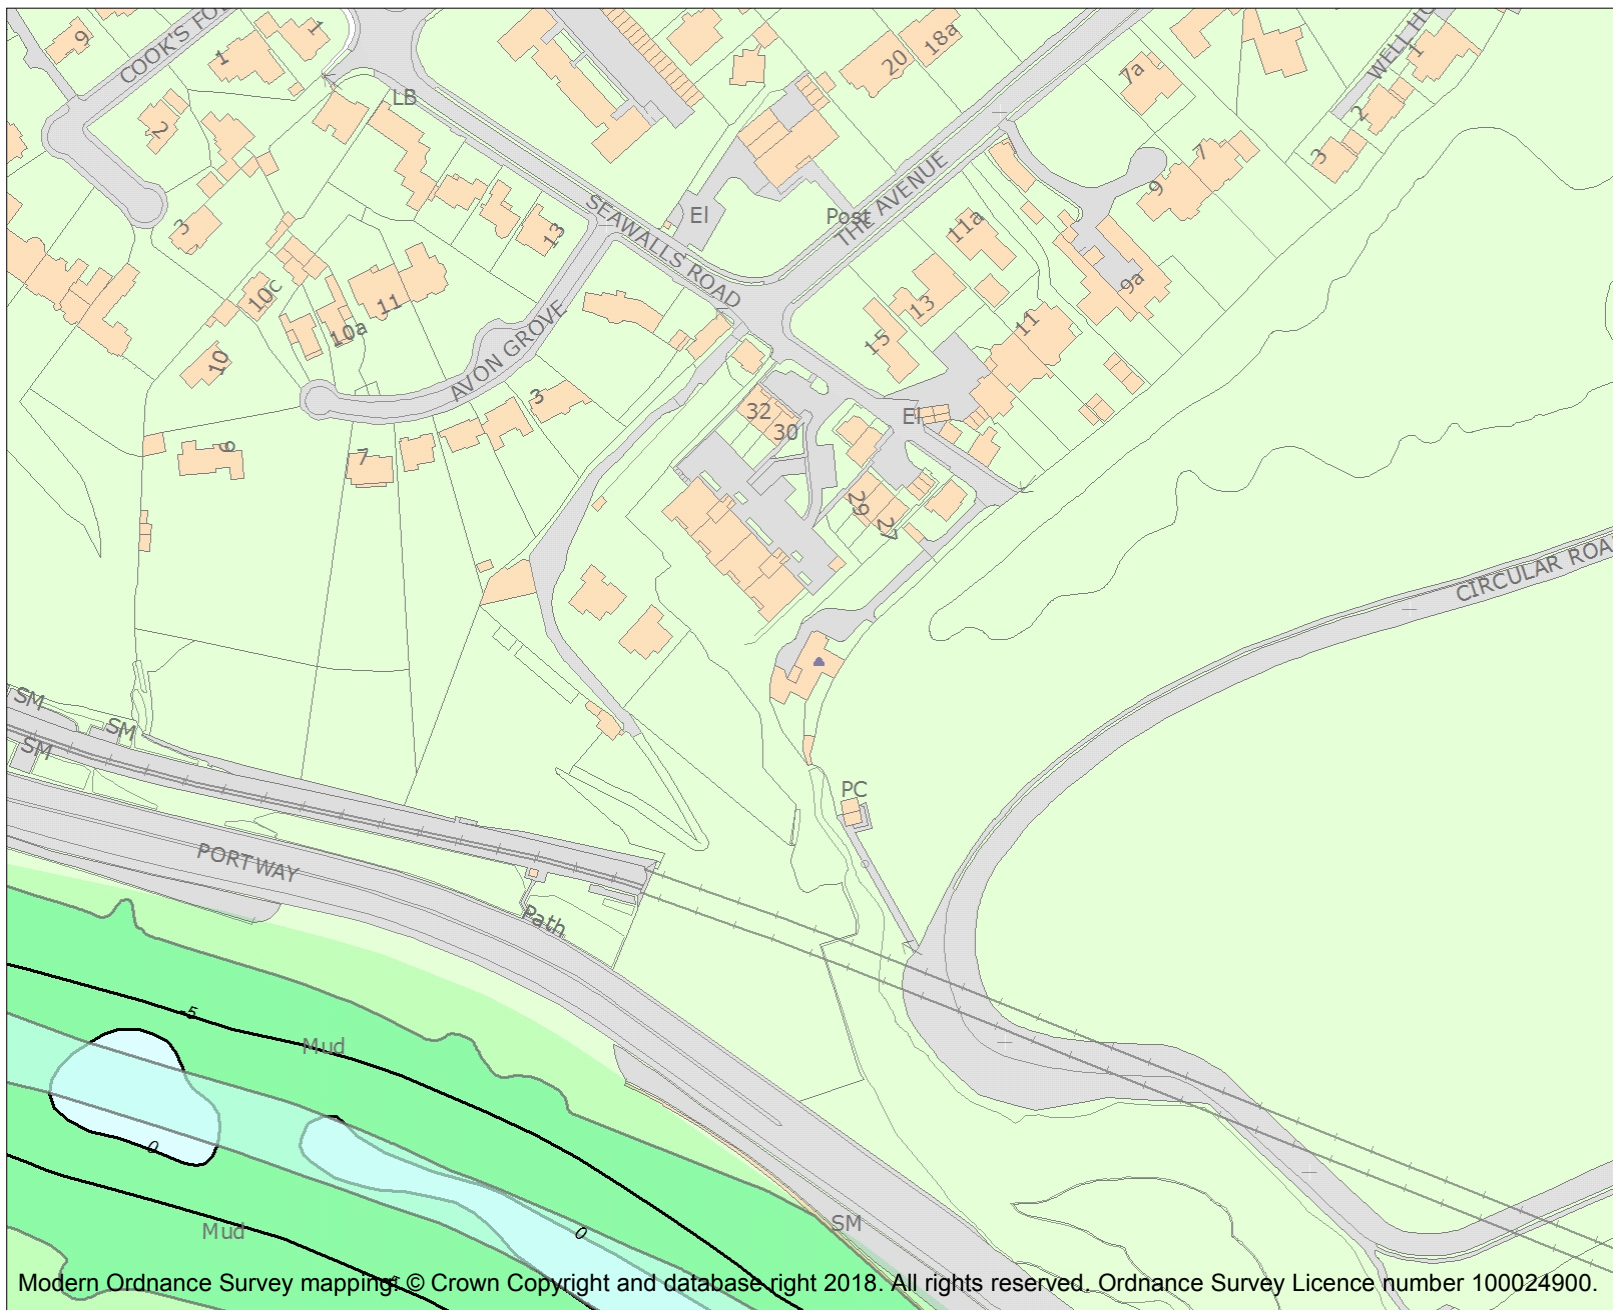 COOK'S FO
9
1
1
2
3
LB
20
18a
7a
WELL HO
1
2
3
7
9
SEAWALLS ROAD
El
Post
THE AVENUE
11a
9a
13
10c
11
10a
10
13
15
11
AVON GROVE
3
9
7
32
30
El
29
27
CIRCULAR ROA
SM
SM
SM
PC
PORTWAY
Path
-5
Mud
0
Mud
0
SM
Modern Ordnance Survey mapping: © Crown Copyright and database right 2018. All rights reserved. Ordnance Survey Licence number 100024900.